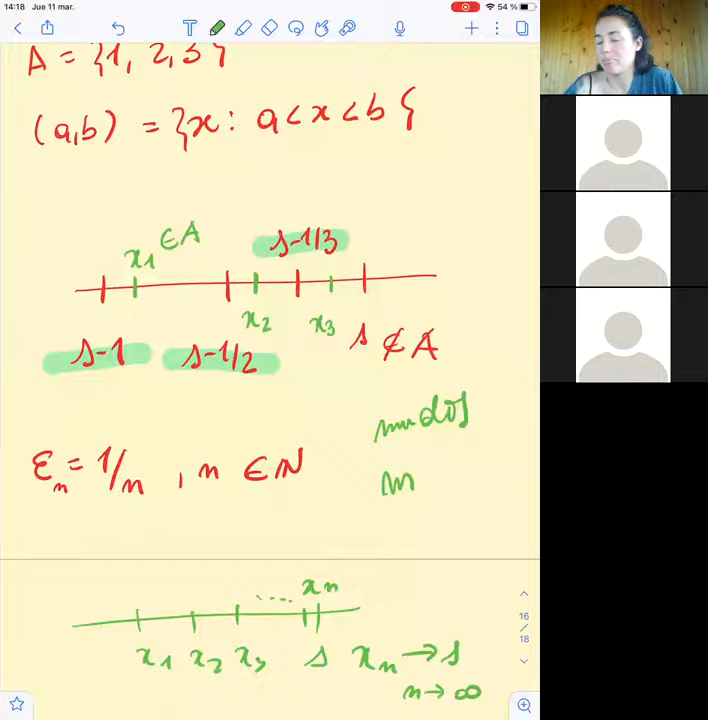 14:18 Jue 11 mar. 54 %
A = {1, 2, 3}
(a,b) = }x: a < x < b {
x1 ∈ A s-1/3
x2 x3 s ∉ A
s-1 s-1/2
dos
εn = 1/n , n ∈ N m
.... xn
x1 x2 x3 s xn → s
n → ∞
16
/
18